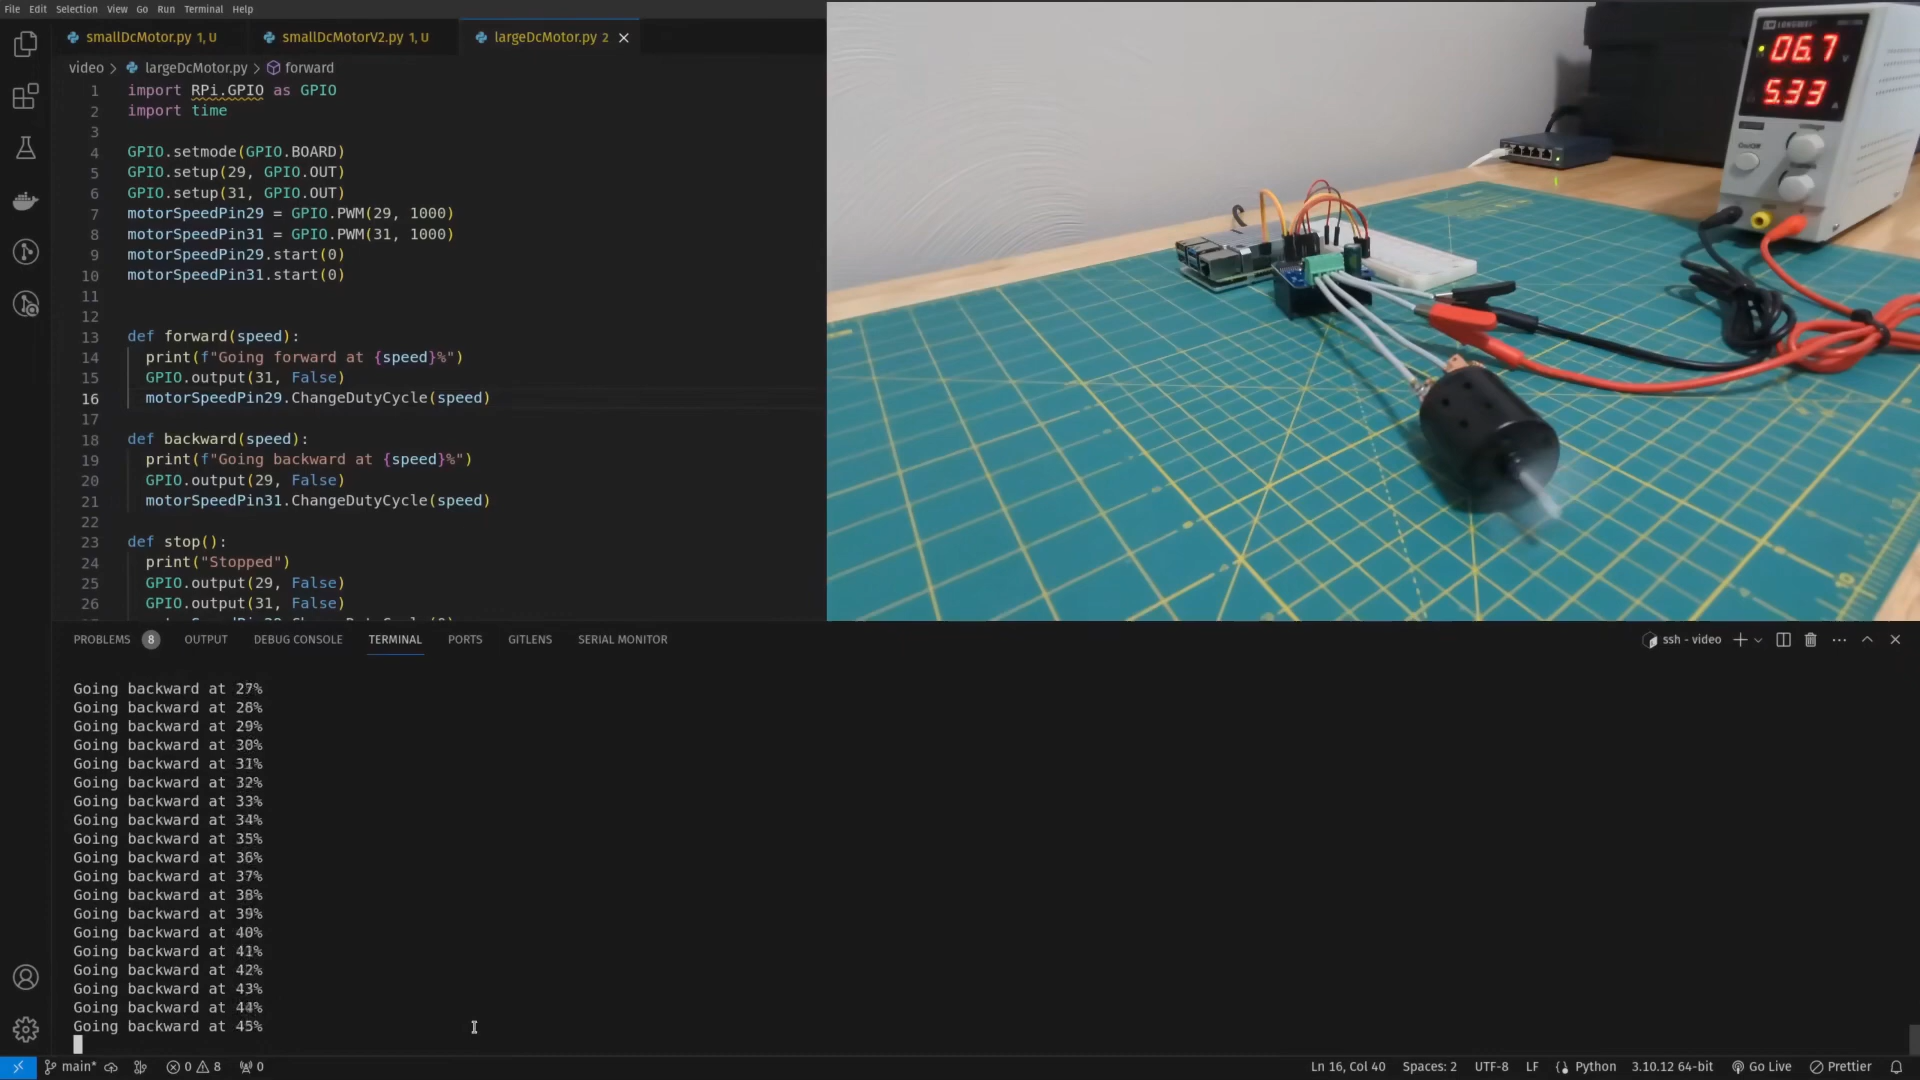 File Edit Selection View Go Run Terminal Help
smallDcMotor.py 1, U
smallDcMotorV2.py 1, U
largeDcMotor.py 2
video > largeDcMotor.py > forward
1 import RPi.GPIO as GPIO
2 import time
3
4 GPIO.setmode(GPIO.BOARD)
5 GPIO.setup(29, GPIO.OUT)
6 GPIO.setup(31, GPIO.OUT)
7 motorSpeedPin29 = GPIO.PWM(29, 1000)
8 motorSpeedPin31 = GPIO.PWM(31, 1000)
9 motorSpeedPin29.start(0)
10 motorSpeedPin31.start(0)
11
12
13 def forward(speed):
14 print(f"Going forward at {speed}%")
15 GPIO.output(31, False)
16 motorSpeedPin29.ChangeDutyCycle(speed)
17
18 def backward(speed):
19 print(f"Going backward at {speed}%")
20 GPIO.output(29, False)
21 motorSpeedPin31.ChangeDutyCycle(speed)
22
23 def stop():
24 print("Stopped")
25 GPIO.output(29, False)
26 GPIO.output(31, False)
06.7 V
5.33 A
PROBLEMS 8 OUTPUT DEBUG CONSOLE TERMINAL PORTS GITLENS SERIAL MONITOR
ssh - video
Going backward at 27%
Going backward at 28%
Going backward at 29%
Going backward at 30%
Going backward at 31%
Going backward at 32%
Going backward at 33%
Going backward at 34%
Going backward at 35%
Going backward at 36%
Going backward at 37%
Going backward at 38%
Going backward at 39%
Going backward at 40%
Going backward at 41%
Going backward at 42%
Going backward at 43%
Going backward at 44%
Going backward at 45%
main* 0 8 0
Ln 16, Col 40 Spaces: 2 UTF-8 LF Python 3.10.12 64-bit Go Live Prettier